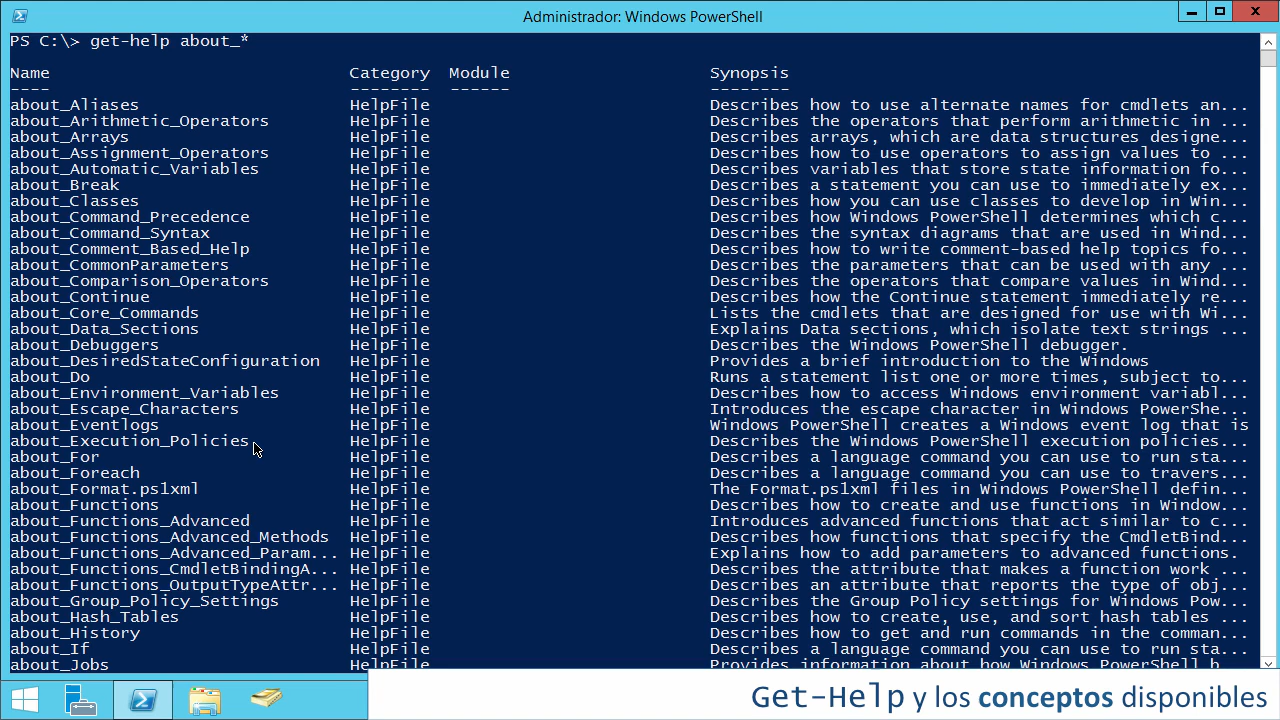 Administrador: Windows PowerShell
PS C:\> get-help about_*
Name Category Module Synopsis
---- -------- ------ --------
about_Aliases HelpFile Describes how to use alternate names for cmdlets an...
about_Arithmetic_Operators HelpFile Describes the operators that perform arithmetic in ...
about_Arrays HelpFile Describes arrays, which are data structures designe...
about_Assignment_Operators HelpFile Describes how to use operators to assign values to ...
about_Automatic_Variables HelpFile Describes variables that store state information fo...
about_Break HelpFile Describes a statement you can use to immediately ex...
about_Classes HelpFile Describes how you can use classes to develop in Win...
about_Command_Precedence HelpFile Describes how Windows PowerShell determines which c...
about_Command_Syntax HelpFile Describes the syntax diagrams that are used in Wind...
about_Comment_Based_Help HelpFile Describes how to write comment-based help topics fo...
about_CommonParameters HelpFile Describes the parameters that can be used with any ...
about_Comparison_Operators HelpFile Describes the operators that compare values in Wind...
about_Continue HelpFile Describes how the Continue statement immediately re...
about_Core_Commands HelpFile Lists the cmdlets that are designed for use with Wi...
about_Data_Sections HelpFile Explains Data sections, which isolate text strings ...
about_Debuggers HelpFile Describes the Windows PowerShell debugger.
about_DesiredStateConfiguration HelpFile Provides a brief introduction to the Windows
about_Do HelpFile Runs a statement list one or more times, subject to...
about_Environment_Variables HelpFile Describes how to access Windows environment variabl...
about_Escape_Characters HelpFile Introduces the escape character in Windows PowerShe...
about_Eventlogs HelpFile Windows PowerShell creates a Windows event log that is
about_Execution_Policies HelpFile Describes the Windows PowerShell execution policies...
about_For HelpFile Describes a language command you can use to run sta...
about_Foreach HelpFile Describes a language command you can use to travers...
about_Format.ps1xml HelpFile The Format.ps1xml files in Windows PowerShell defin...
about_Functions HelpFile Describes how to create and use functions in Window...
about_Functions_Advanced HelpFile Introduces advanced functions that act similar to c...
about_Functions_Advanced_Methods HelpFile Describes how functions that specify the CmdletBind...
about_Functions_Advanced_Param... HelpFile Explains how to add parameters to advanced functions.
about_Functions_CmdletBindingA... HelpFile Describes the attribute that makes a function work ...
about_Functions_OutputTypeAttr... HelpFile Describes an attribute that reports the type of obj...
about_Group_Policy_Settings HelpFile Describes the Group Policy settings for Windows Pow...
about_Hash_Tables HelpFile Describes how to create, use, and sort hash tables ...
about_History HelpFile Describes how to get and run commands in the comman...
about_If HelpFile Describes a language command you can use to run sta...
about_Jobs HelpFile Provides information about how Windows PowerShell b...
Get-Help y los conceptos disponibles